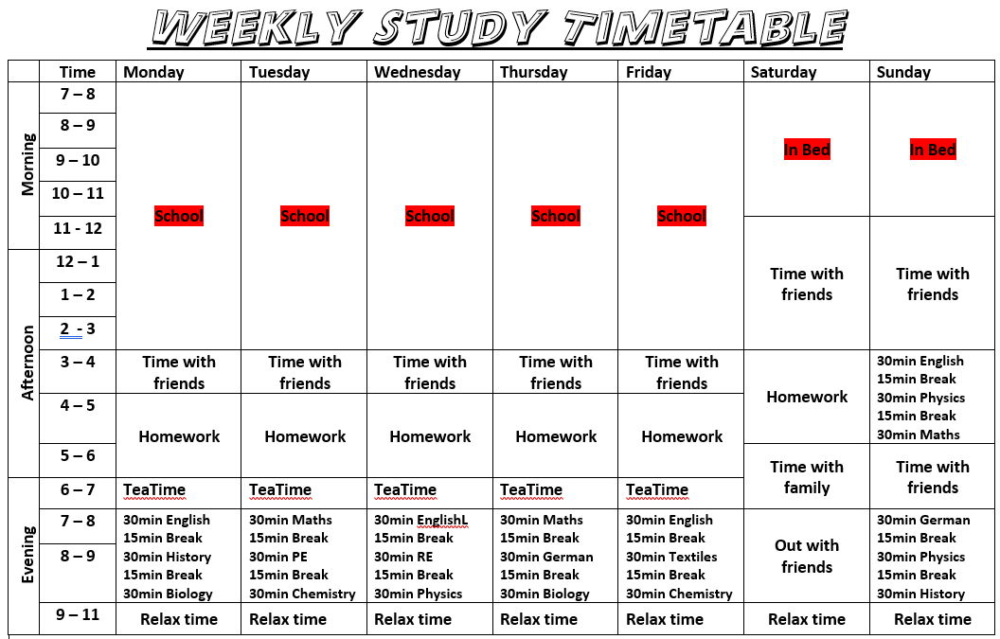 WEEKLY STUDY TIMETABLE
Time Monday Tuesday Wednesday Thursday Friday Saturday Sunday
Morning
7 – 8
8 – 9
9 – 10
10 – 11
11 - 12
School School School School School
In Bed In Bed
Afternoon
12 – 1
1 – 2
2 - 3
Time with
friends
Time with
friends
3 – 4
Time with
friends
Time with
friends
Time with
friends
Time with
friends
Time with
friends
Homework
30min English
15min Break
30min Physics
15min Break
30min Maths
4 – 5
5 – 6
Homework Homework Homework Homework Homework
Time with
family
Time with
friends
Evening
6 – 7
TeaTime TeaTime TeaTime TeaTime TeaTime
7 – 8
8 – 9
30min English
15min Break
30min History
15min Break
30min Biology
30min Maths
15min Break
30min PE
15min Break
30min Chemistry
30min EnglishL
15min Break
30min RE
15min Break
30min Physics
30min Maths
15min Break
30min German
15min Break
30min Biology
30min English
15min Break
30min Textiles
15min Break
30min Chemistry
Out with
friends
30min German
15min Break
30min Physics
15min Break
30min History
9 – 11
Relax time Relax time Relax time Relax time Relax time Relax time Relax time